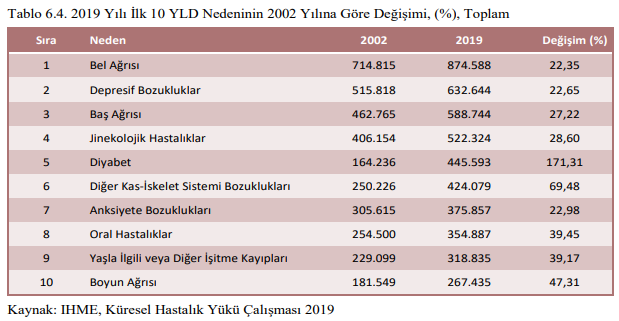 Tablo 6.4. 2019 Yılı İlk 10 YLD Nedeninin 2002 Yılına Göre Değişimi, (%), Toplam
Sıra Neden 2002 2019 Değişim (%)
1 Bel Ağrısı 714.815 874.588 22,35
2 Depresif Bozukluklar 515.818 632.644 22,65
3 Baş Ağrısı 462.765 588.744 27,22
4 Jinekolojik Hastalıklar 406.154 522.324 28,60
5 Diyabet 164.236 445.593 171,31
6 Diğer Kas-İskelet Sistemi Bozuklukları 250.226 424.079 69,48
7 Anksiyete Bozuklukları 305.615 375.857 22,98
8 Oral Hastalıklar 254.500 354.887 39,45
9 Yaşla İlgili veya Diğer İşitme Kayıpları 229.099 318.835 39,17
10 Boyun Ağrısı 181.549 267.435 47,31
Kaynak: IHME, Küresel Hastalık Yükü Çalışması 2019